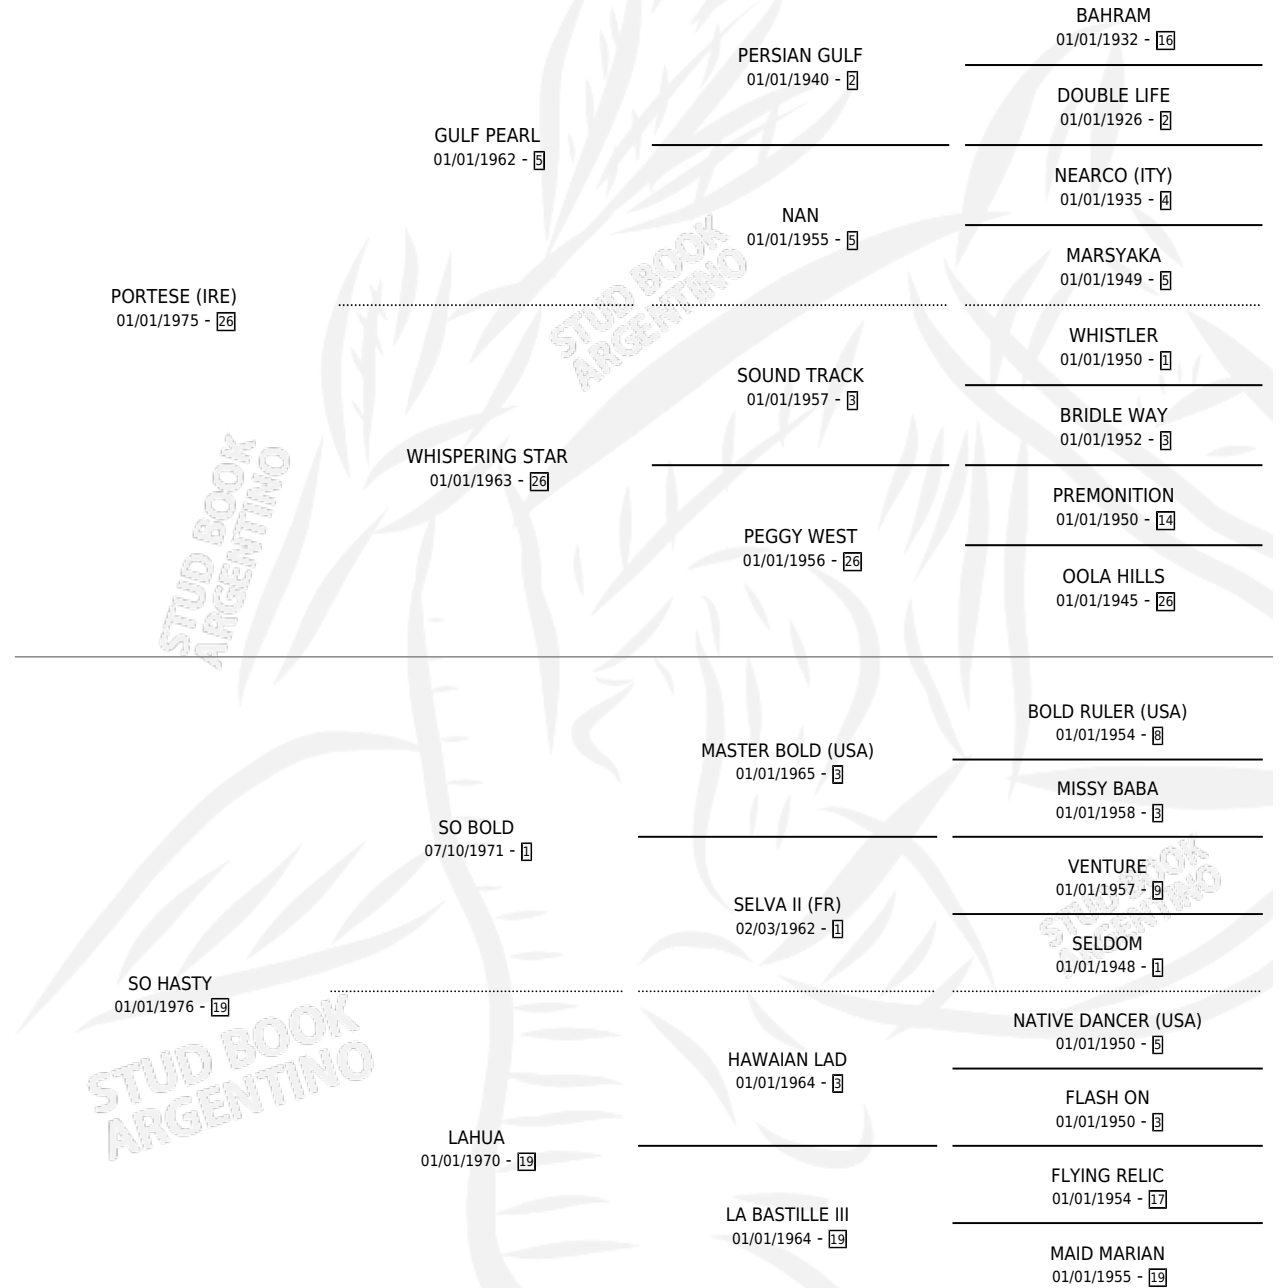 BAHRAM
01/01/1932 - 16
PERSIAN GULF
01/01/1940 - 2
DOUBLE LIFE
01/01/1926 - 2
GULF PEARL
01/01/1962 - 5
NEARCO (ITY)
01/01/1935 - 4
NAN
01/01/1955 - 5
MARSYAKA
01/01/1949 - 5
PORTESE (IRE)
01/01/1975 - 26
WHISTLER
01/01/1950 - 1
SOUND TRACK
01/01/1957 - 3
BRIDLE WAY
01/01/1952 - 3
WHISPERING STAR
01/01/1963 - 26
PREMONITION
01/01/1950 - 14
PEGGY WEST
01/01/1956 - 26
OOLA HILLS
01/01/1945 - 26
BOLD RULER (USA)
01/01/1954 - 8
MASTER BOLD (USA)
01/01/1965 - 3
MISSY BABA
01/01/1958 - 3
SO BOLD
07/10/1971 - 1
VENTURE
01/01/1957 - 9
SELVA II (FR)
02/03/1962 - 1
SELDOM
01/01/1948 - 1
SO HASTY
01/01/1976 - 19
NATIVE DANCER (USA)
01/01/1950 - 5
HAWAIAN LAD
01/01/1964 - 3
FLASH ON
01/01/1950 - 3
LAHUA
01/01/1970 - 19
FLYING RELIC
01/01/1954 - 17
LA BASTILLE III
01/01/1964 - 19
MAID MARIAN
01/01/1955 - 19
STUD BOOK
ARGENTINO
STUD BOOK
ARGENTINO
STUD BOOK
ARGENTINO
STUD BOOK
ARGENTINO